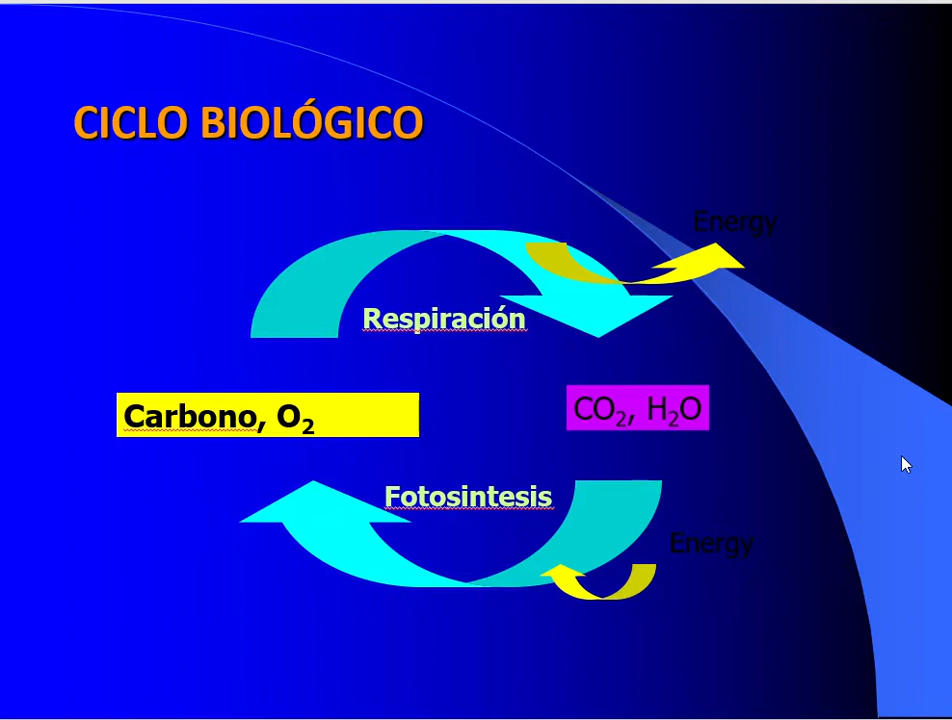 CICLO BIOLÓGICO
Energy
Respiración
Carbono, O₂
CO₂, H₂O
Fotosintesis
Energy